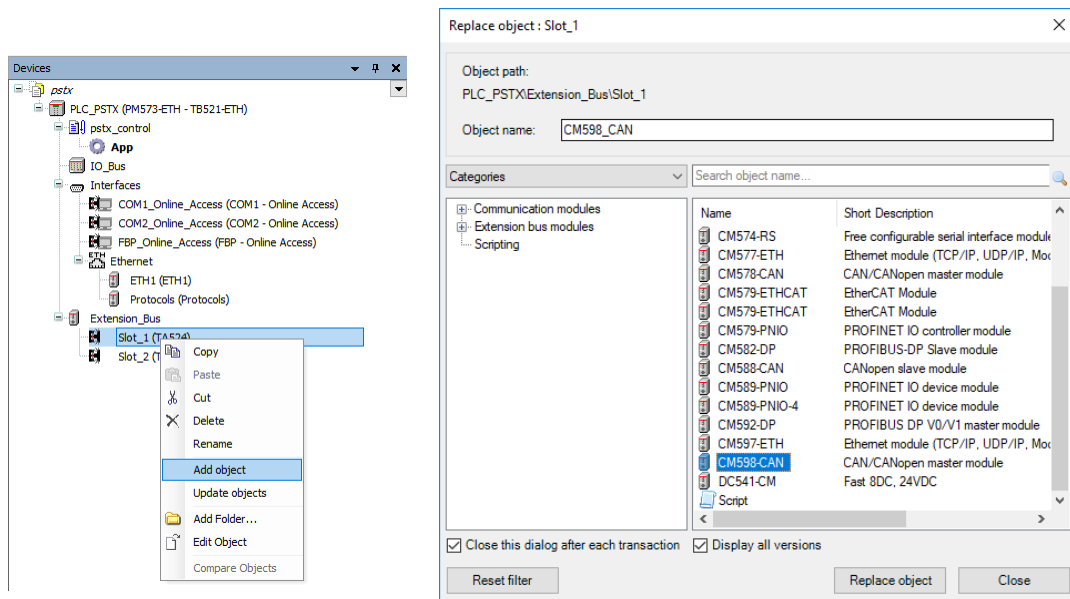 Devices
pstx
PLC_PSTX (PM573-ETH - TB521-ETH)
pstx_control
App
IO_Bus
Interfaces
COM1_Online_Access (COM1 - Online Access)
COM2_Online_Access (COM2 - Online Access)
FBP_Online_Access (FBP - Online Access)
ETH
Ethernet
ETH1 (ETH1)
Protocols (Protocols)
Extension_Bus
Slot_1 (TA524)
Slot_2 (T
Copy
Paste
Cut
Delete
Rename
Add object
Update objects
Add Folder...
Edit Object
Compare Objects
Replace object : Slot_1
Object path:
PLC_PSTX\Extension_Bus\Slot_1
Object name: CM598_CAN
Categories
Search object name...
Communication modules
Extension bus modules
Scripting
Name Short Description
CM574-RS Free configurable serial interface module
CM577-ETH Ethernet module (TCP/IP, UDP/IP, Moc
CM578-CAN CAN/CANopen master module
CM579-ETHCAT EtherCAT Module
CM579-ETHCAT EtherCAT Module
CM579-PNIO PROFINET IO controller module
CM582-DP PROFIBUS-DP Slave module
CM588-CAN CANopen slave module
CM589-PNIO PROFINET IO device module
CM589-PNIO-4 PROFINET IO device module
CM592-DP PROFIBUS DP V0/V1 master module
CM597-ETH Ethernet module (TCP/IP, UDP/IP, Moc
CM598-CAN CAN/CANopen master module
DC541-CM Fast 8DC, 24VDC
Script
Close this dialog after each transaction Display all versions
Reset filter Replace object Close